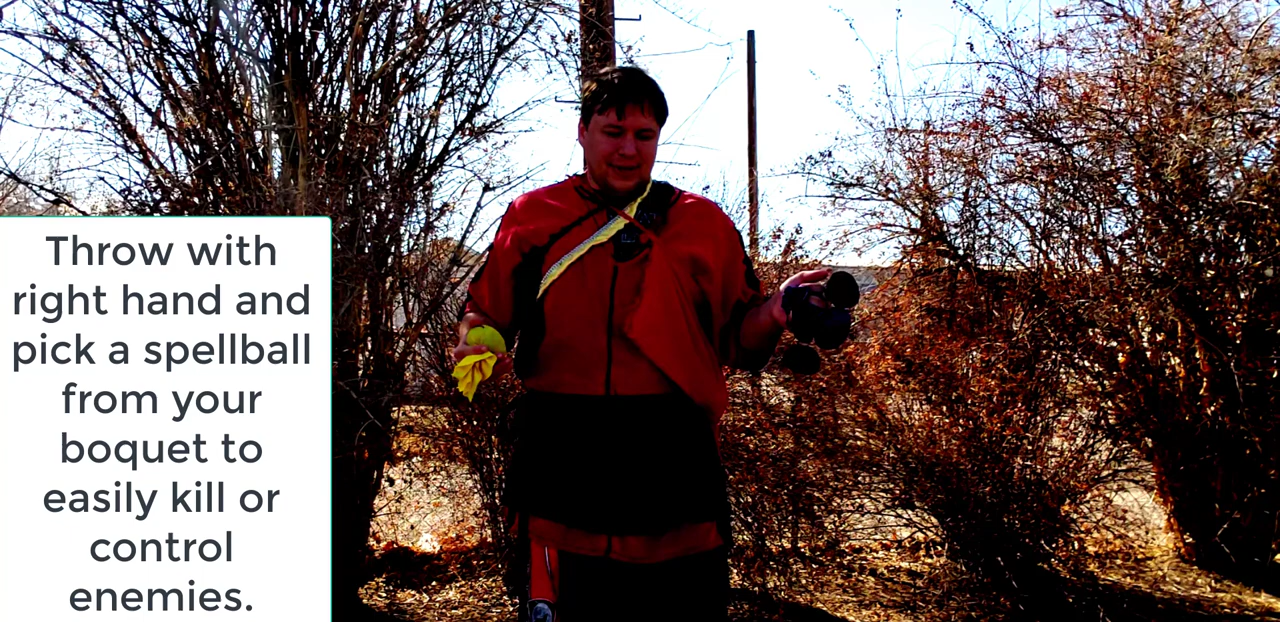 Throw with
right hand and
pick a spellball
from your
boquet to
easily kill or
control
enemies.